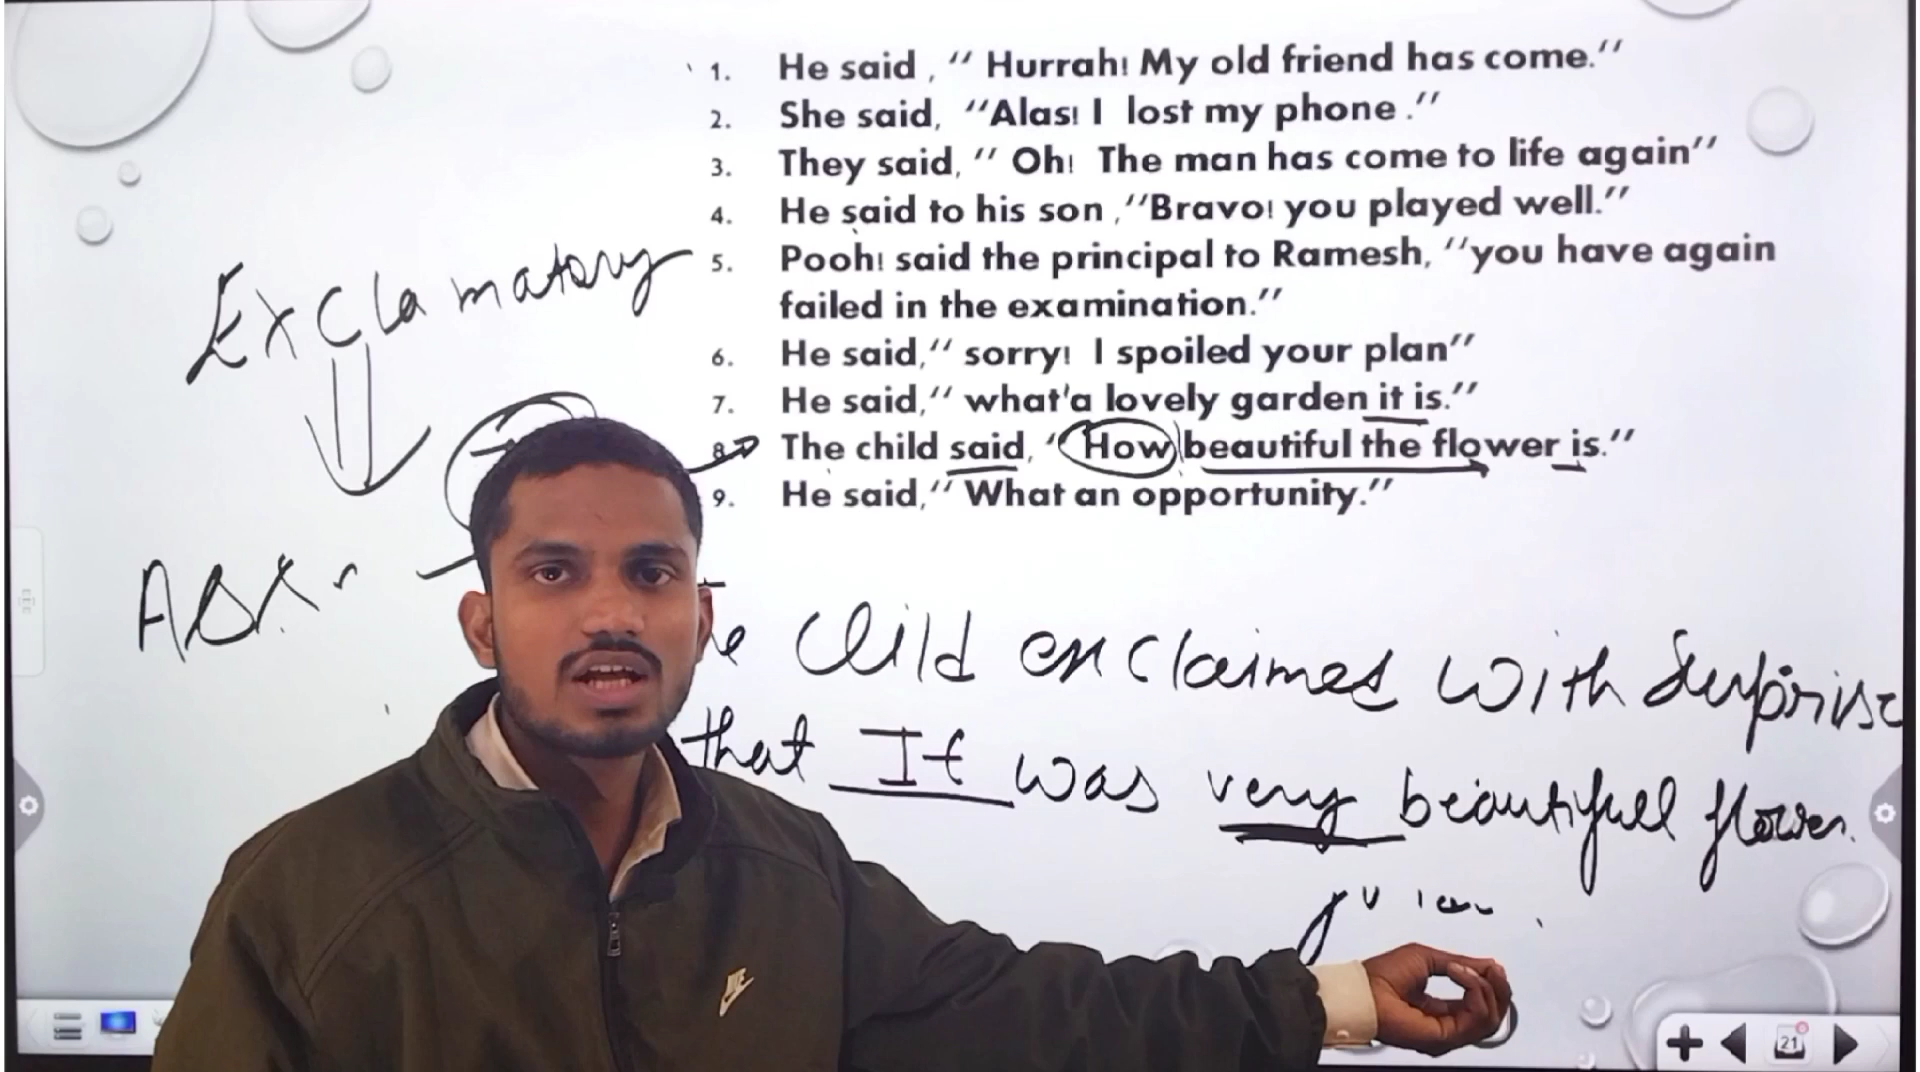 1. He said , “ Hurrah! My old friend has come.”
2. She said, “Alas! I lost my phone .”
3. They said, “ Oh! The man has come to life again”
4. He said to his son ,“Bravo! you played well.”
5. Pooh! said the principal to Ramesh, “you have again
failed in the examination.”
6. He said,“ sorry! I spoiled your plan”
7. He said,“ what'a lovely garden it is.”
8. The child said, “How beautiful the flower is.”
9. He said,“ What an opportunity.”
Exclamatory
child exclaimed with surprise
that It was very beautifull flower.
21